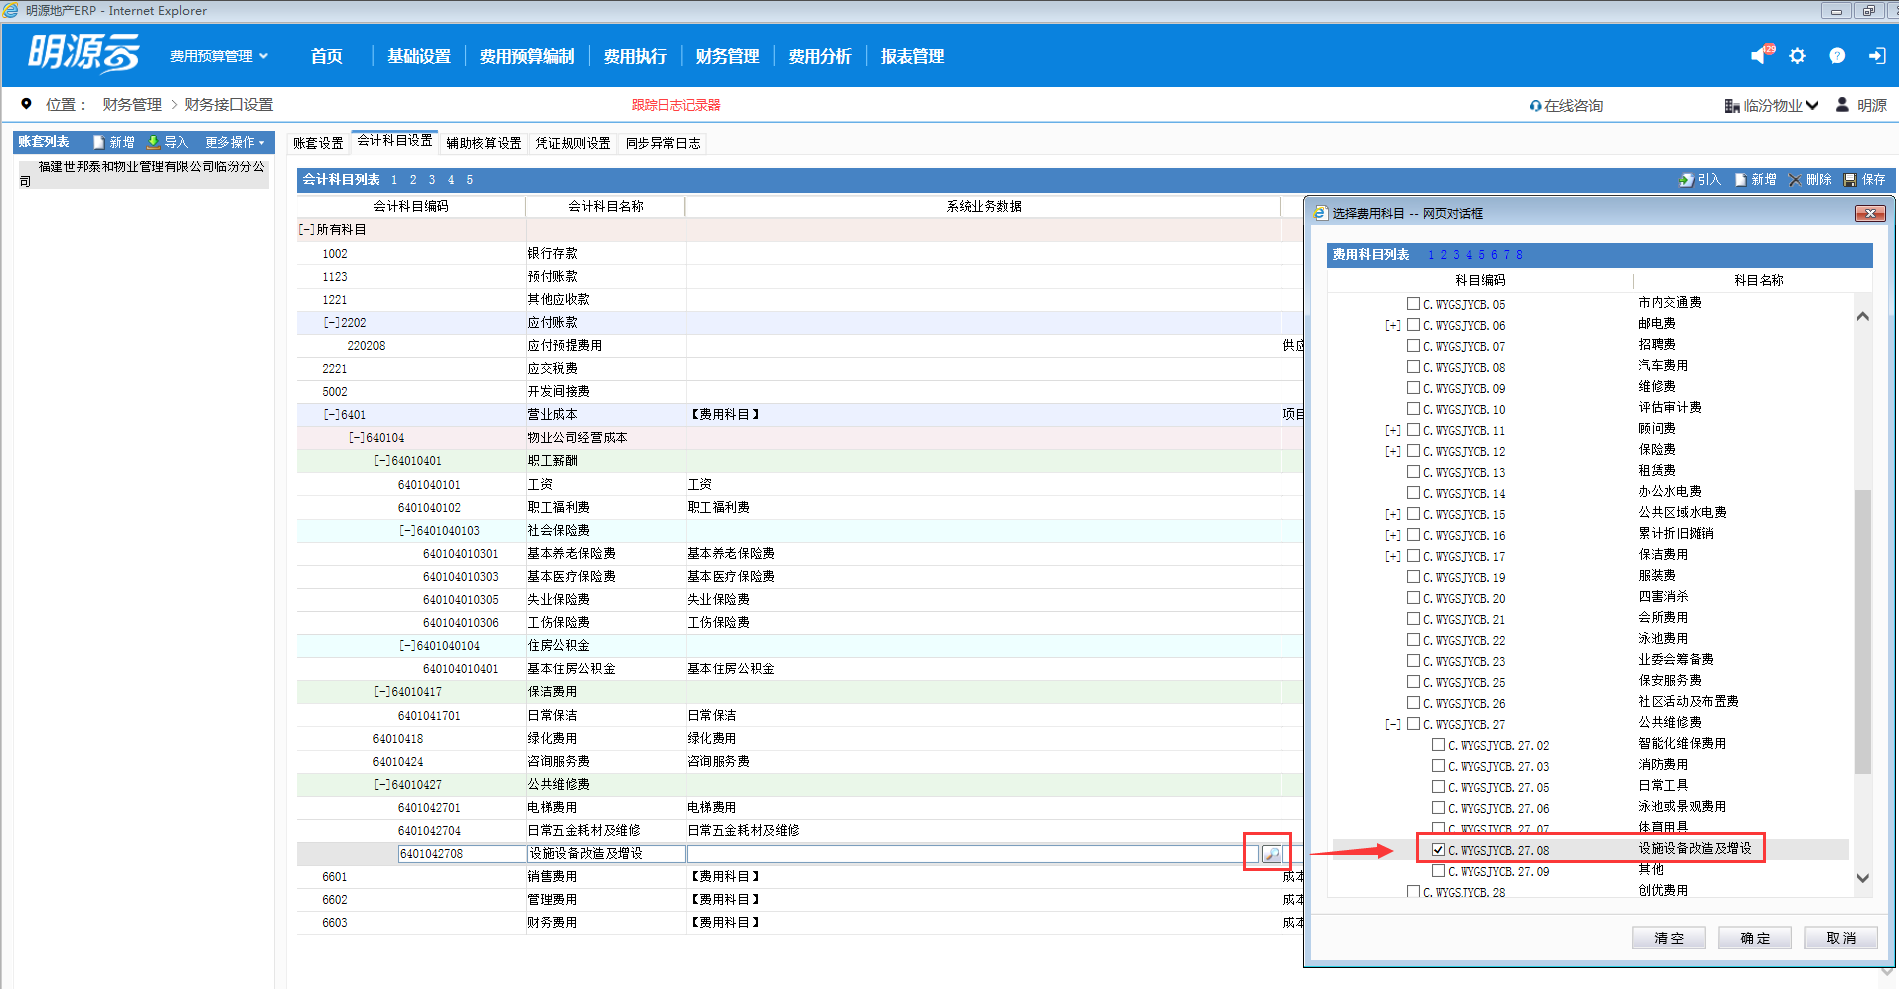 明源地产ERP - Internet Explorer
明源云 费用预算管理 首页 基础设置 费用预算编制 费用执行 财务管理 费用分析 报表管理 129
位置： 财务管理 > 财务接口设置 跟踪日志记录器 在线咨询 临汾物业 明源
账套列表 新增 导入 更多操作
福建世邦泰和物业管理有限公司临汾分公
司
账套设置 会计科目设置 辅助核算设置 凭证规则设置 同步异常日志
会计科目列表 1 2 3 4 5 引入 新增 删除 保存
会计科目编码 会计科目名称 系统业务数据
[-]所有科目
1002 银行存款
1123 预付账款
1221 其他应收款
[-]2202 应付账款
220208 应付预提费用 供应
2221 应交税费
5002 开发间接费
[-]6401 营业成本 【费用科目】 项目
[-]640104 物业公司经营成本
[-]64010401 职工薪酬
6401040101 工资 工资
6401040102 职工福利费 职工福利费
[-]6401040103 社会保险费
640104010301 基本养老保险费 基本养老保险费
640104010303 基本医疗保险费 基本医疗保险费
640104010305 失业保险费 失业保险费
640104010306 工伤保险费 工伤保险费
[-]6401040104 住房公积金
640104010401 基本住房公积金 基本住房公积金
[-]64010417 保洁费用
6401041701 日常保洁 日常保洁
64010418 绿化费用 绿化费用
64010424 咨询服务费 咨询服务费
[-]64010427 公共维修费
6401042701 电梯费用 电梯费用
6401042704 日常五金耗材及维修 日常五金耗材及维修
6401042708 设施设备改造及增设
6601 销售费用 【费用科目】 成本
6602 管理费用 【费用科目】 成本
6603 财务费用 【费用科目】 成本
选择费用科目 -- 网页对话框
费用科目列表 1 2 3 4 5 6 7 8
科目编码 科目名称
C.WYGSJYCB.05 市内交通费
[+] C.WYGSJYCB.06 邮电费
C.WYGSJYCB.07 招聘费
C.WYGSJYCB.08 汽车费用
C.WYGSJYCB.09 维修费
C.WYGSJYCB.10 评估审计费
[+] C.WYGSJYCB.11 顾问费
[+] C.WYGSJYCB.12 保险费
C.WYGSJYCB.13 租赁费
C.WYGSJYCB.14 办公水电费
[+] C.WYGSJYCB.15 公共区域水电费
[+] C.WYGSJYCB.16 累计折旧摊销
[+] C.WYGSJYCB.17 保洁费用
C.WYGSJYCB.19 服装费
C.WYGSJYCB.20 四害消杀
C.WYGSJYCB.21 会所费用
C.WYGSJYCB.22 泳池费用
C.WYGSJYCB.23 业委会筹备费
C.WYGSJYCB.25 保安服务费
C.WYGSJYCB.26 社区活动及布置费
[-] C.WYGSJYCB.27 公共维修费
C.WYGSJYCB.27.02 智能化维保费用
C.WYGSJYCB.27.03 消防费用
C.WYGSJYCB.27.05 日常工具
C.WYGSJYCB.27.06 泳池或景观费用
C.WYGSJYCB.27.07 体育用具
C.WYGSJYCB.27.08 设施设备改造及增设
C.WYGSJYCB.27.09 其他
C.WYGSJYCB.28 创优费用
清空 确定 取消